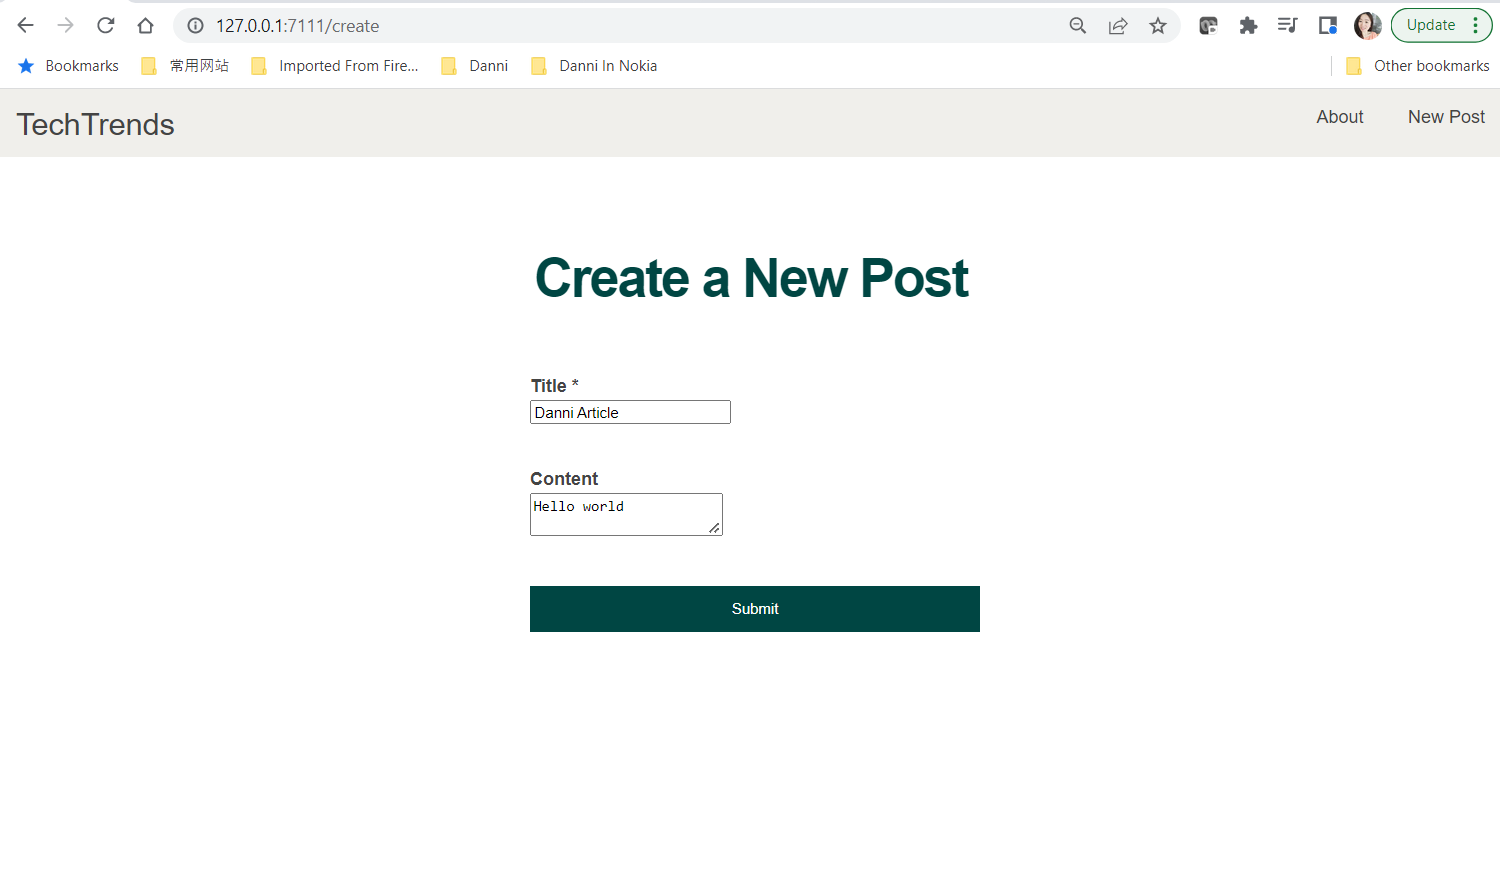 127.0.0.1:7111/create
Update
Bookmarks 常用网站 Imported From Fire... Danni Danni In Nokia Other bookmarks
TechTrends About New Post
Create a New Post
Title *
Danni Article
Content
Hello world
Submit